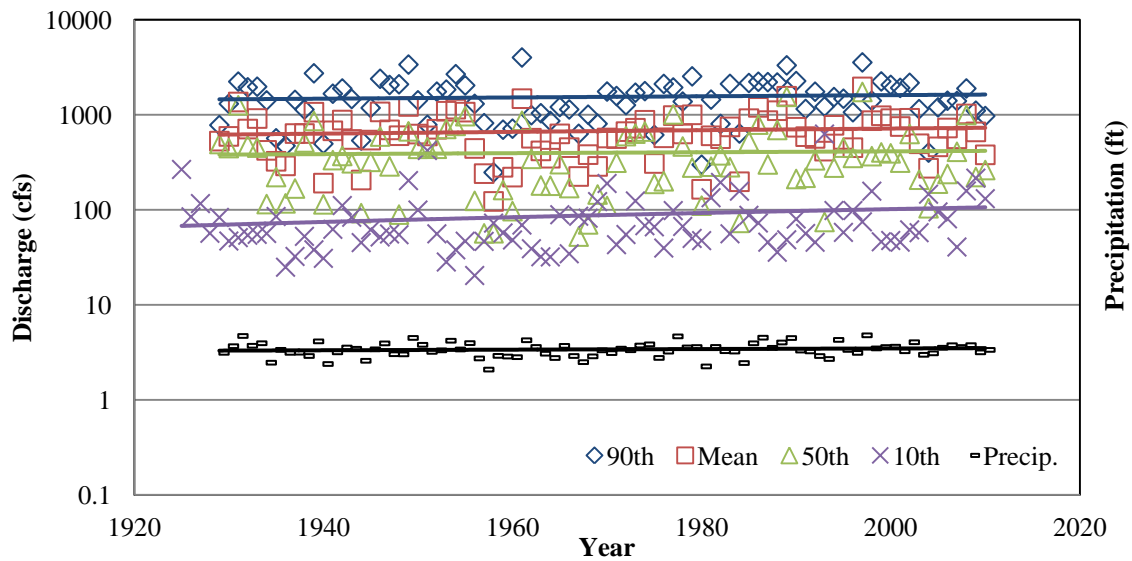 10000
1000
100
10
1
0.1
Discharge (cfs)
Precipitation (ft)
90th Mean 50th 10th Precip.
1920 1940 1960 1980 2000 2020
Year